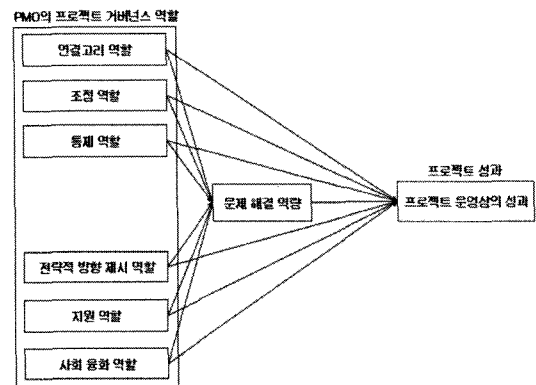 PMO의 프로젝트 거버넌스 역할
연결고리 역할
조정 역할
통제 역할
문제 해결 역량
프로젝트 성과
프로젝트 운영상의 성과
전략적 방향 제시 역할
지원 역할
사회 융화 역할